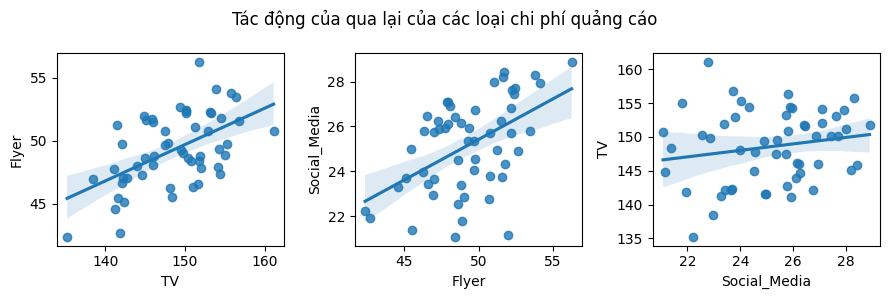 Tác động của qua lại của các loại chi phí quảng cáo
Flyer
55
50
45
140 150 160
TV
Social_Media
28
26
24
22
45 50 55
Flyer
TV
160
155
150
145
140
135
22 24 26 28
Social_Media